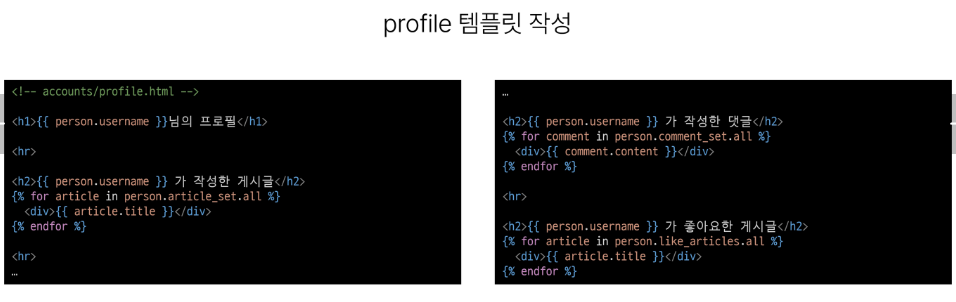 profile 템플릿 작성
<!-- accounts/profile.html -->
<h1>{{ person.username }}님의 프로필</h1>
<hr>
<h2>{{ person.username }} 가 작성한 게시글</h2>
{% for article in person.article_set.all %}
<div>{{ article.title }}</div>
{% endfor %}
<hr>
…
…
<h2>{{ person.username }} 가 작성한 댓글</h2>
{% for comment in person.comment_set.all %}
<div>{{ comment.content }}</div>
{% endfor %}
<hr>
<h2>{{ person.username }} 가 좋아요한 게시글</h2>
{% for article in person.like_articles.all %}
<div>{{ article.title }}</div>
{% endfor %}